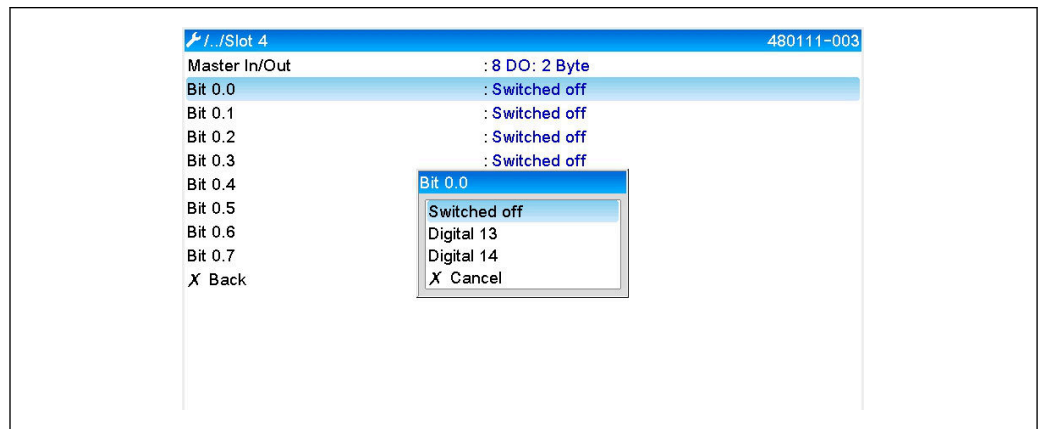 /../Slot 4 480111-003
Master In/Out : 8 DO: 2 Byte
Bit 0.0 : Switched off
Bit 0.1 : Switched off
Bit 0.2 : Switched off
Bit 0.3 : Switched off
Bit 0.4
Bit 0.5
Bit 0.6
Bit 0.7
X Back
Bit 0.0
Switched off
Digital 13
Digital 14
X Cancel